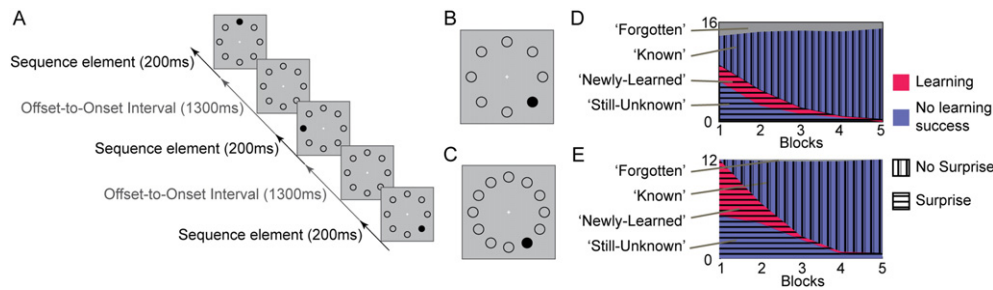 A
Sequence element (200ms)
Offset-to-Onset Interval (1300ms)
Sequence element (200ms)
Offset-to-Onset Interval (1300ms)
Sequence element (200ms)
B
C
D
16
'Forgotten'
'Known'
'Newly-Learned'
'Still-Unknown'
0
1 2 3 4 5
Blocks
Learning
No learning
success
E
12
'Forgotten'
'Known'
'Newly-Learned'
'Still-Unknown'
0
1 2 3 4 5
Blocks
No Surprise
Surprise